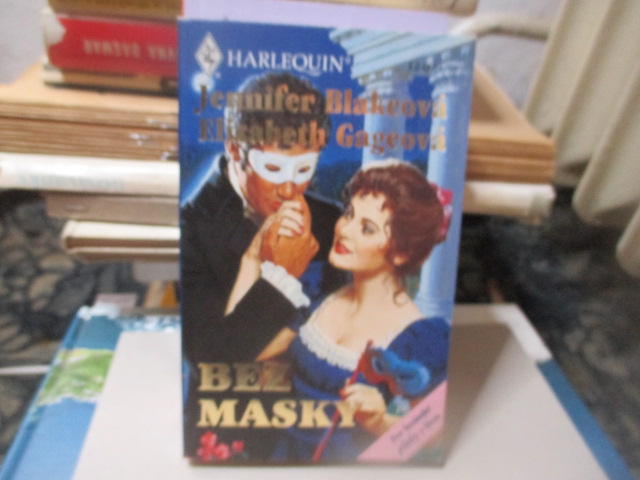 HARLEQUIN®
Jennifer Blakeová
Elizabeth Gageová
BEZ
MASKY